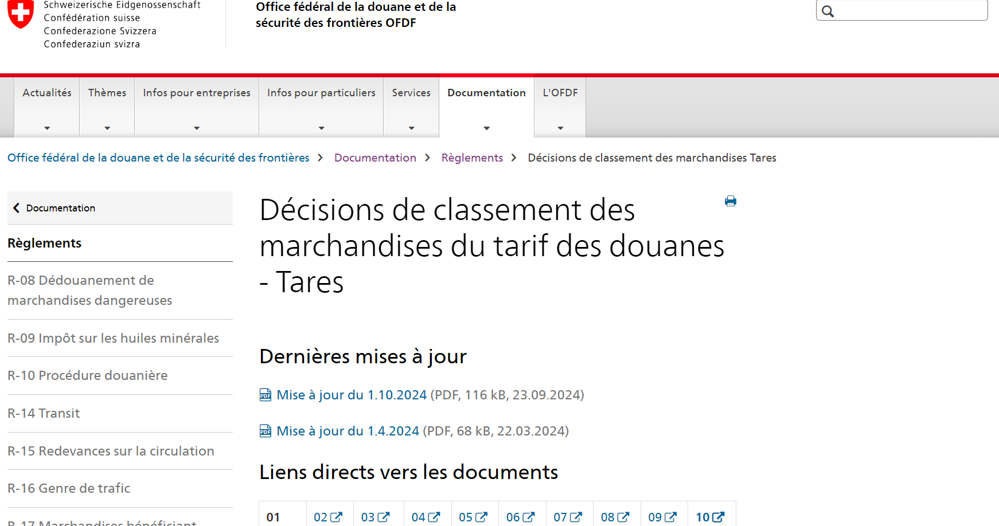 Schweizerische Eidgenossenschaft
Confédération suisse
Confederazione Svizzera
Confederaziun svizra
Office fédéral de la douane et de la
sécurité des frontières OFDF
Actualités
Thèmes
Infos pour entreprises
Infos pour particuliers
Services
Documentation
L'OFDF
Office fédéral de la douane et de la sécurité des frontières > Documentation > Règlements > Décisions de classement des marchandises Tares
Documentation
Règlements
R-08 Dédouanement de
marchandises dangereuses
R-09 Impôt sur les huiles minérales
R-10 Procédure douanière
R-14 Transit
R-15 Redevances sur la circulation
R-16 Genre de trafic
R-17 Marchandises bénéficiant
Décisions de classement des
marchandises du tarif des douanes
- Tares
Dernières mises à jour
PDF Mise à jour du 1.10.2024 (PDF, 116 kB, 23.09.2024)
PDF Mise à jour du 1.4.2024 (PDF, 68 kB, 22.03.2024)
Liens directs vers les documents
01 02 03 04 05 06 07 08 09 10